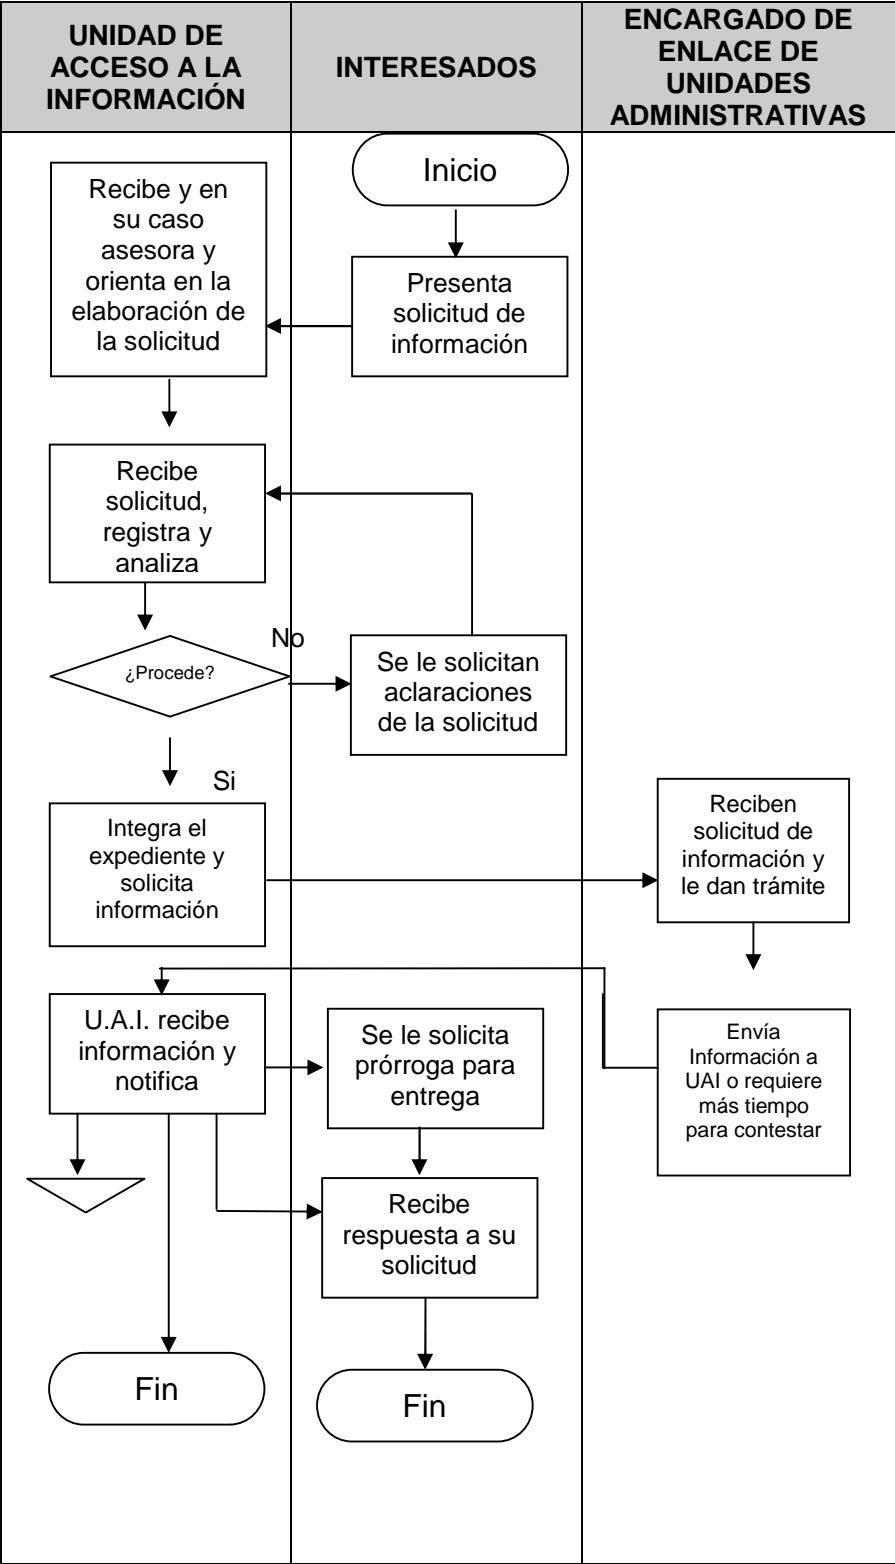 UNIDAD DE
ACCESO A LA
INFORMACIÓN
INTERESADOS
ENCARGADO DE
ENLACE DE
UNIDADES
ADMINISTRATIVAS
Inicio
Presenta
solicitud de
información
Recibe y en
su caso
asesora y
orienta en la
elaboración de
la solicitud
Recibe
solicitud,
registra y
analiza
¿Procede?
No
Se le solicitan
aclaraciones
de la solicitud
Si
Integra el
expediente y
solicita
información
Reciben
solicitud de
información y
le dan trámite
Envía
Información a
UAI o requiere
más tiempo
para contestar
U.A.I. recibe
información y
notifica
Se le solicita
prórroga para
entrega
Recibe
respuesta a su
solicitud
Fin
Fin